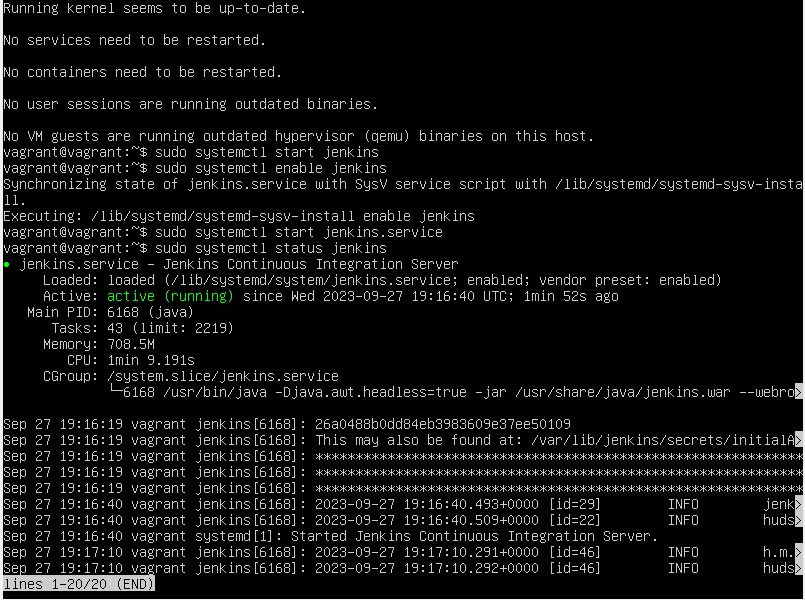 Running kernel seems to be up-to-date.
No services need to be restarted.
No containers need to be restarted.
No user sessions are running outdated binaries.
No VM guests are running outdated hypervisor (qemu) binaries on this host.
vagrant@vagrant:~$ sudo systemctl start jenkins
vagrant@vagrant:~$ sudo systemctl enable jenkins
Synchronizing state of jenkins.service with SysV service script with /lib/systemd/systemd-sysv-insta
ll.
Executing: /lib/systemd/systemd-sysv-install enable jenkins
vagrant@vagrant:~$ sudo systemctl start jenkins.service
vagrant@vagrant:~$ sudo systemctl status jenkins
● jenkins.service - Jenkins Continuous Integration Server
     Loaded: loaded (/lib/systemd/system/jenkins.service; enabled; vendor preset: enabled)
     Active: active (running) since Wed 2023-09-27 19:16:40 UTC; 1min 52s ago
   Main PID: 6168 (java)
      Tasks: 43 (limit: 2219)
     Memory: 708.5M
        CPU: 1min 9.191s
     CGroup: /system.slice/jenkins.service
             └─6168 /usr/bin/java -Djava.awt.headless=true -jar /usr/share/java/jenkins.war --webro>
Sep 27 19:16:19 vagrant jenkins[6168]: 26a0488b0dd84eb3983609e37ee50109
Sep 27 19:16:19 vagrant jenkins[6168]: This may also be found at: /var/lib/jenkins/secrets/initialA>
Sep 27 19:16:19 vagrant jenkins[6168]: *************************************************************
Sep 27 19:16:19 vagrant jenkins[6168]: *************************************************************
Sep 27 19:16:19 vagrant jenkins[6168]: *************************************************************
Sep 27 19:16:40 vagrant jenkins[6168]: 2023-09-27 19:16:40.493+0000 [id=29]        INFO        jenk>
Sep 27 19:16:40 vagrant jenkins[6168]: 2023-09-27 19:16:40.509+0000 [id=22]        INFO        huds>
Sep 27 19:16:40 vagrant systemd[1]: Started Jenkins Continuous Integration Server.
Sep 27 19:17:10 vagrant jenkins[6168]: 2023-09-27 19:17:10.291+0000 [id=46]        INFO        h.m.>
Sep 27 19:17:10 vagrant jenkins[6168]: 2023-09-27 19:17:10.292+0000 [id=46]        INFO        huds>
lines 1-20/20 (END)